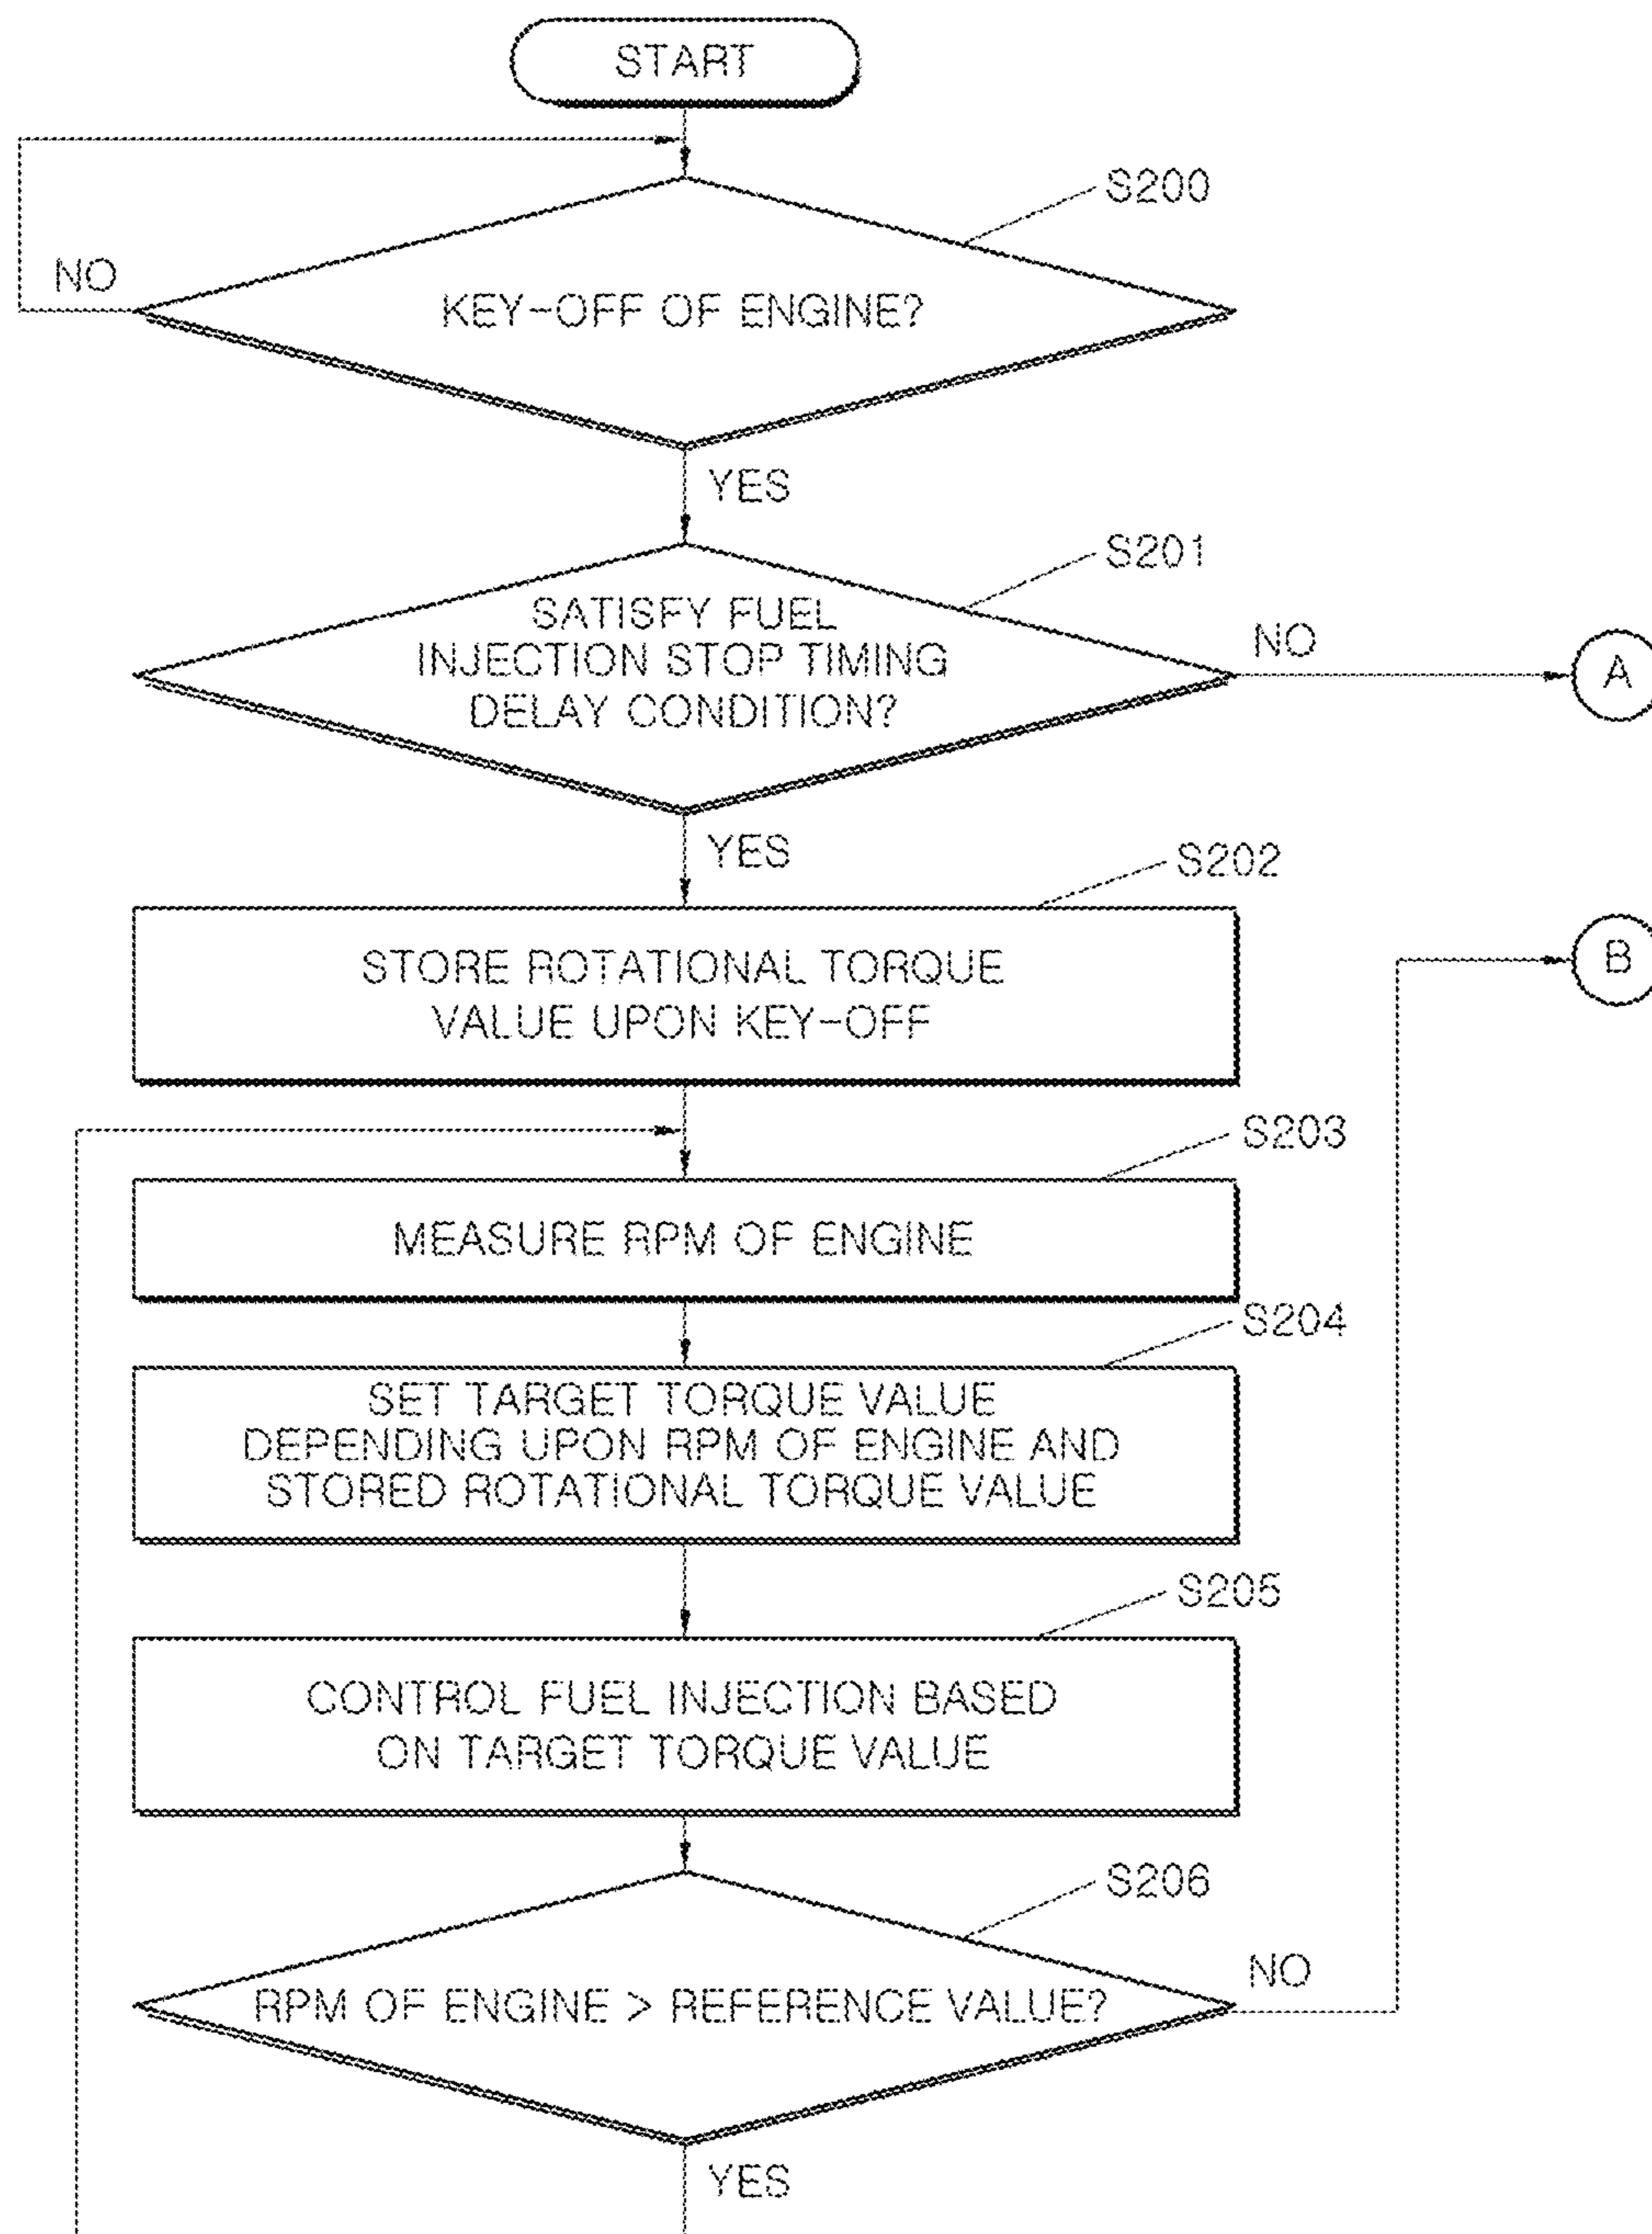 START
S200
NO
KEY-OFF OF ENGINE?
YES
S201
SATISFY FUEL
INJECTION STOP TIMING
DELAY CONDITION?
NO
A
YES
S202
STORE ROTATIONAL TORQUE
VALUE UPON KEY-OFF
B
S203
MEASURE RPM OF ENGINE
S204
SET TARGET TORQUE VALUE
DEPENDING UPON RPM OF ENGINE AND
STORED ROTATIONAL TORQUE VALUE
S205
CONTROL FUEL INJECTION BASED
ON TARGET TORQUE VALUE
S206
RPM OF ENGINE > REFERENCE VALUE?
NO
YES